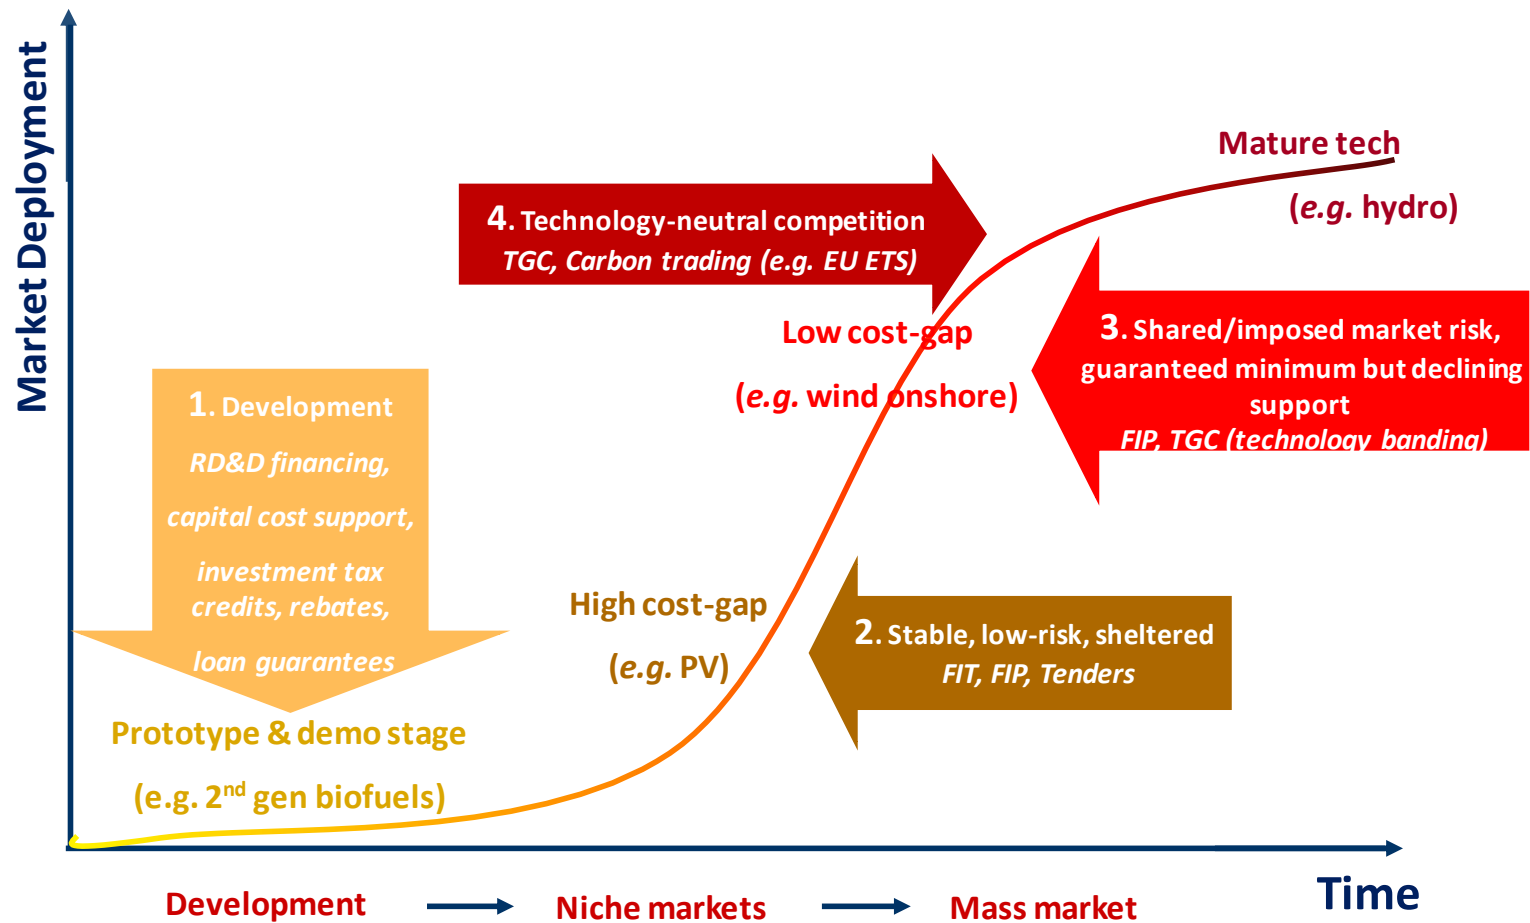 Market Deployment
Mature tech
(e.g. hydro)
4. Technology-neutral competition
TGC, Carbon trading (e.g. EU ETS)
Low cost-gap
(e.g. wind onshore)
3. Shared/imposed market risk,
guaranteed minimum but declining
support
FIP, TGC (technology banding)
1. Development
RD&D financing,
capital cost support,
investment tax
credits, rebates,
loan guarantees
High cost-gap
(e.g. PV)
2. Stable, low-risk, sheltered
FIT, FIP, Tenders
Prototype & demo stage
(e.g. 2nd gen biofuels)
Time
Development
Niche markets
Mass market